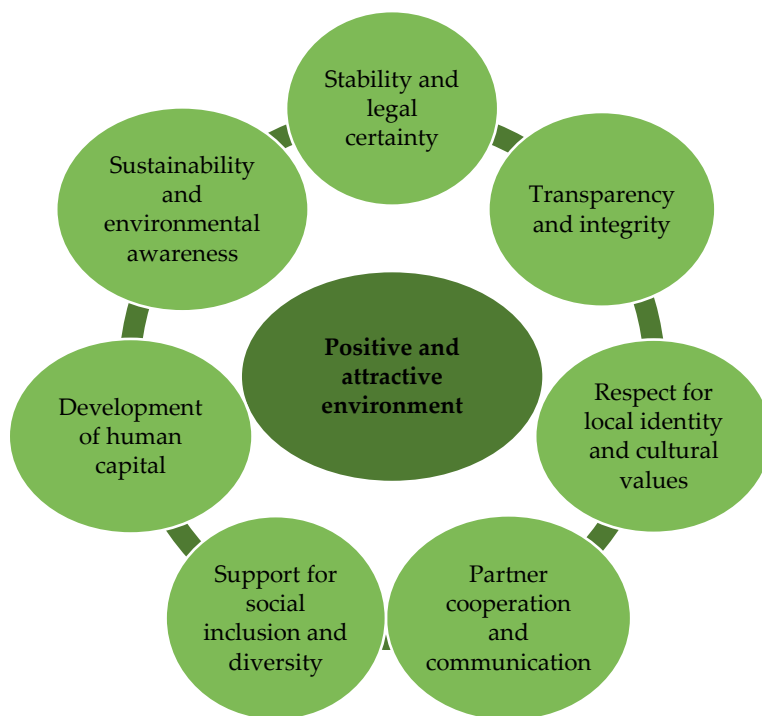 Stability and
legal
certainty
Transparency
and integrity
Respect for
local identity
and cultural
values
Partner
cooperation
and
communication
Support for
social
inclusion and
diversity
Development
of human
capital
Sustainability
and
environmental
awareness
Positive and
attractive
environment